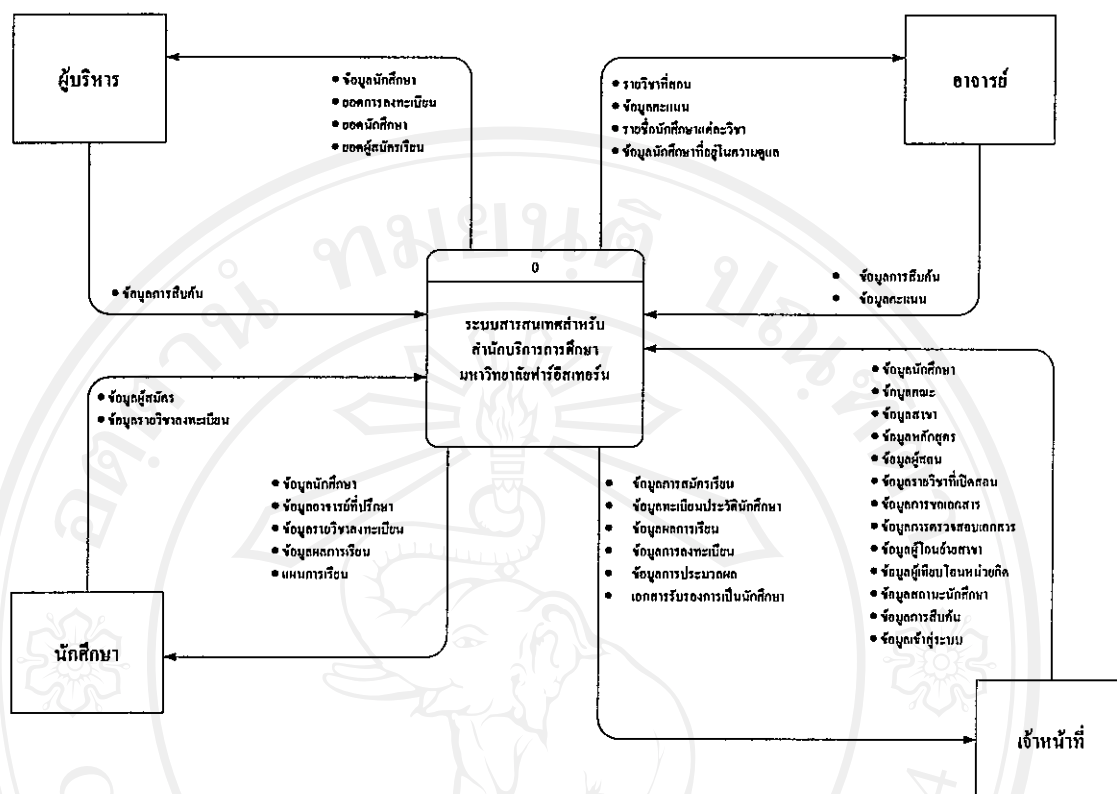 ผู้บริหาร
● ข้อมูลนักศึกษา
● ยอดการลงทะเบียน
● ยอดนักศึกษา
● ยอดผู้สมัครเรียน
● รายวิชาที่สอน
● ข้อมูลคะแนน
● รายชื่อนักศึกษาแต่ละวิชา
● ข้อมูลนักศึกษาที่อยู่ในความดูแล
อาจารย์
● ข้อมูลการสืบค้น
0
ระบบสารสนเทศสำหรับ
สำนักบริการการศึกษา
มหาวิทยาลัยฟาร์อีสเทอร์น
● ข้อมูลการสืบค้น
● ข้อมูลคะแนน
● ข้อมูลผู้สมัคร
● ข้อมูลรายวิชาลงทะเบียน
● ข้อมูลนักศึกษา
● ข้อมูลอาจารย์ที่ปรึกษา
● ข้อมูลรายวิชาลงทะเบียน
● ข้อมูลผลการเรียน
● แผนการเรียน
● ข้อมูลการสมัครเรียน
● ข้อมูลทะเบียนประวัตินักศึกษา
● ข้อมูลผลการเรียน
● ข้อมูลการลงทะเบียน
● ข้อมูลการประมวลผล
● เอกสารรับรองการเป็นนักศึกษา
● ข้อมูลนักศึกษา
● ข้อมูลคณะ
● ข้อมูลสาขา
● ข้อมูลหลักสูตร
● ข้อมูลผู้สอน
● ข้อมูลรายวิชาที่เปิดสอน
● ข้อมูลการขอเอกสาร
● ข้อมูลการตรวจสอบเอกสาร
● ข้อมูลผู้โอนย้ายสาขา
● ข้อมูลผู้เทียบโอนหน่วยกิต
● ข้อมูลสถานะนักศึกษา
● ข้อมูลการสืบค้น
● ข้อมูลเข้าสู่ระบบ
นักศึกษา
เจ้าหน้าที่